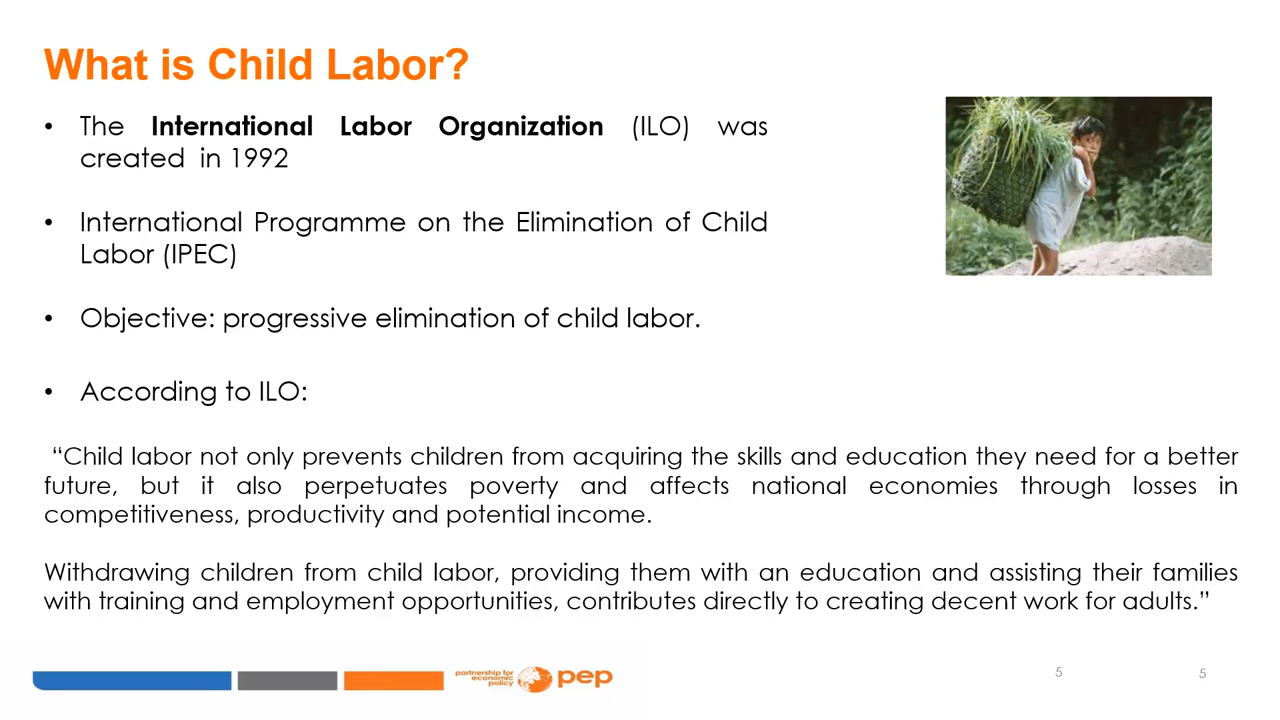 What is Child Labor?
• The International Labor Organization (ILO) was
created in 1992
• International Programme on the Elimination of Child
Labor (IPEC)
• Objective: progressive elimination of child labor.
• According to ILO:
“Child labor not only prevents children from acquiring the skills and education they need for a better
future, but it also perpetuates poverty and affects national economies through losses in
competitiveness, productivity and potential income.
Withdrawing children from child labor, providing them with an education and assisting their families
with training and employment opportunities, contributes directly to creating decent work for adults.”
partnership for
economic
policy
pep
5
5